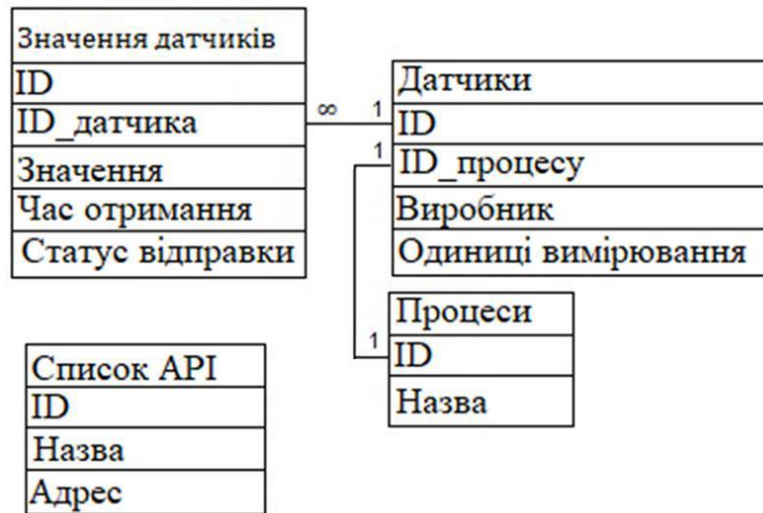 Значення датчиків
ID
ID_датчика
Значення
Час отримання
Статус відправки
∞ 1
Датчики
ID
1
ID_процесу
Виробник
Одиниці вимірювання
Процеси
1
ID
Назва
Список API
ID
Назва
Адрес